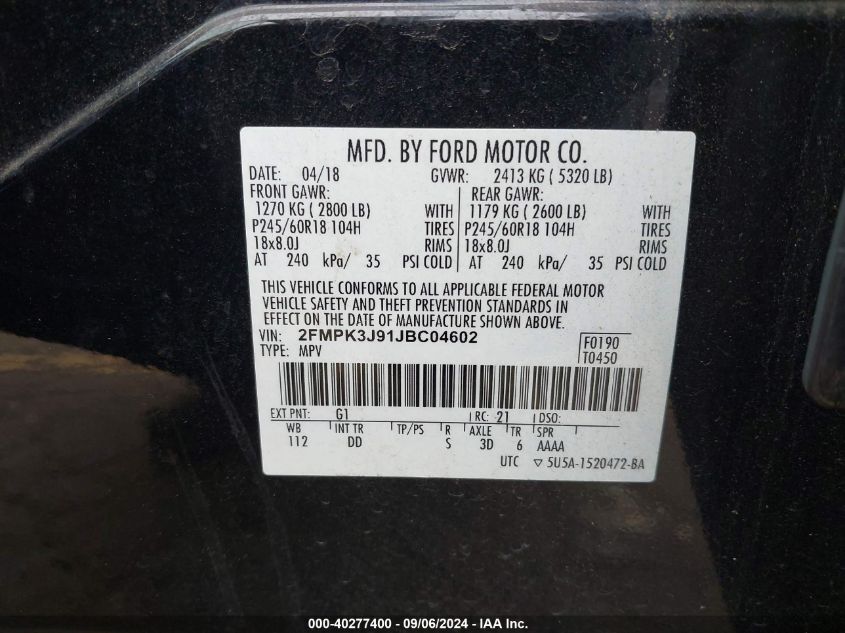 MFD. BY FORD MOTOR CO.
DATE: 04/18 GVWR: 2413 KG ( 5320 LB)
FRONT GAWR: REAR GAWR:
1270 KG ( 2800 LB) WITH 1179 KG ( 2600 LB) WITH
P245/60R18 104H TIRES P245/60R18 104H TIRES
18x8.0J RIMS 18x8.0J RIMS
AT 240 kPa/ 35 PSI COLD AT 240 kPa/ 35 PSI COLD
THIS VEHICLE CONFORMS TO ALL APPLICABLE FEDERAL MOTOR
VEHICLE SAFETY AND THEFT PREVENTION STANDARDS IN
EFFECT ON THE DATE OF MANUFACTURE SHOWN ABOVE.
VIN: 2FMPK3J91JBC04602 F0190
TYPE: MPV T0450
EXT PNT: G1 RC: 21 DSO:
WB INT TR TP/PS R AXLE TR SPR
112 DD S 3D 6 AAAA
UTC ▽ 5U5A-1520472-BA
000-40277400 - 09/06/2024 - IAA Inc.